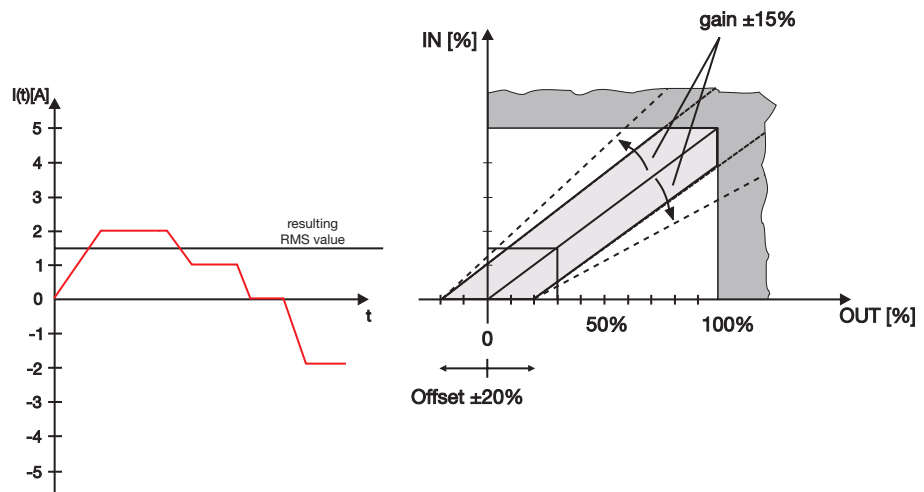 I(t)[A]
5
4
3
2
1
0
-1
-2
-3
-4
-5
resulting
RMS value
t
gain ±15%
IN [%]
0
50%
100%
OUT [%]
Offset ±20%